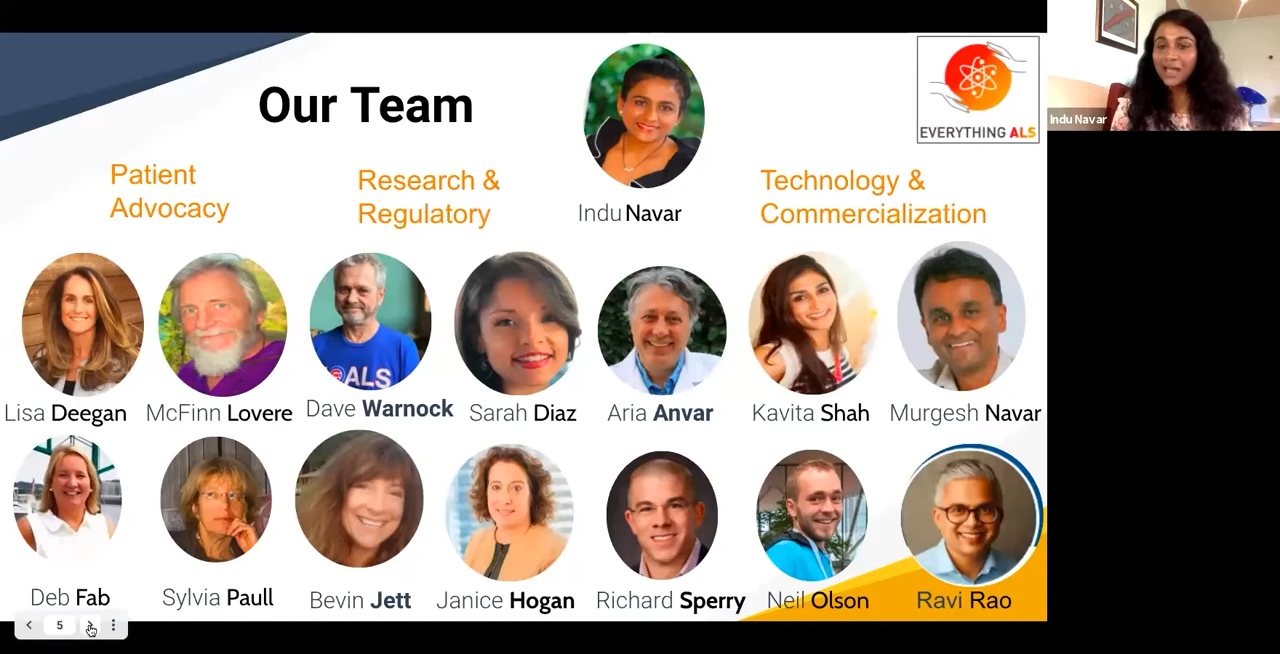 Our Team
EVERYTHING ALS
Indu Navar
Patient
Advocacy
Research &
Regulatory
Indu Navar
Technology &
Commercialization
ALS
Lisa Deegan
McFinn Lovere
Dave Warnock
Sarah Diaz
Aria Anvar
Kavita Shah
Murgesh Navar
Deb Fab
Sylvia Paull
Bevin Jett
Janice Hogan
Richard Sperry
Neil Olson
Ravi Rao
5